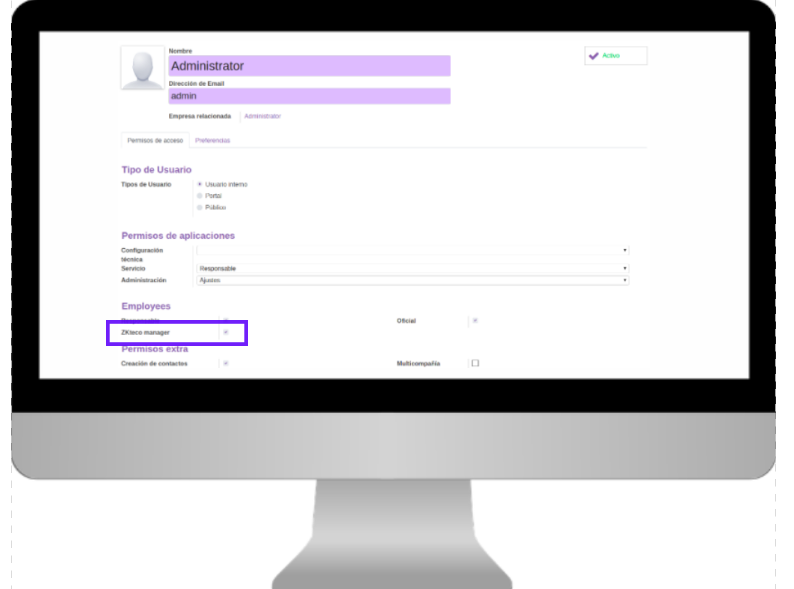 Nombre
Administrator
Activo
Dirección de Email
admin
Empresa relacionada Administrator
Permisos de acceso Preferencias
Tipo de Usuario
Tipos de Usuario Usuario interno
Portal
Público
Permisos de aplicaciones
Configuración
técnica
Servicio Responsable
Administración Ajustes
Employees
Responsable Oficial
ZKteco manager
Permisos extra
Creación de contactos Multicompañía